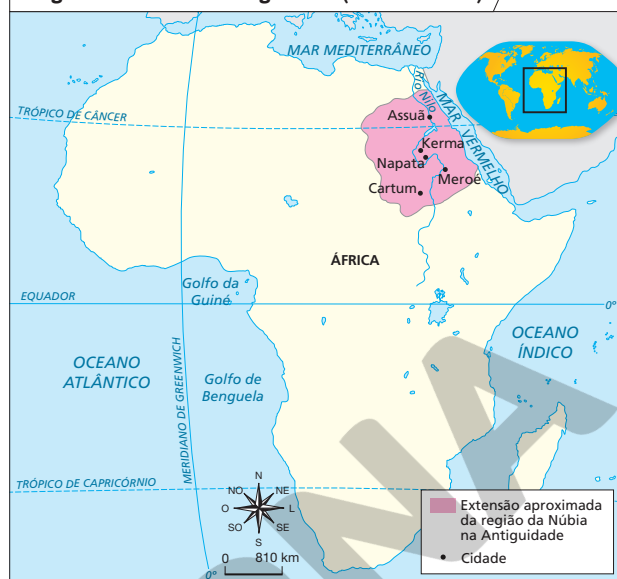 MAR MEDITERRÂNEO
Rio Nilo
MAR VERMELHO
TRÓPICO DE CÂNCER
Assuã
Kerma
Napata
Meroé
Cartum
ÁFRICA
Golfo da
Guiné
EQUADOR
0°
OCEANO
ATLÂNTICO
MERIDIANO DE GREENWICH
Golfo de
Benguela
OCEANO
ÍNDICO
TRÓPICO DE CAPRICÓRNIO
N
NO
NE
O
L
SO
SE
S
0 810 km
0°
Extensão aproximada
da região da Núbia
na Antiguidade
Cidade